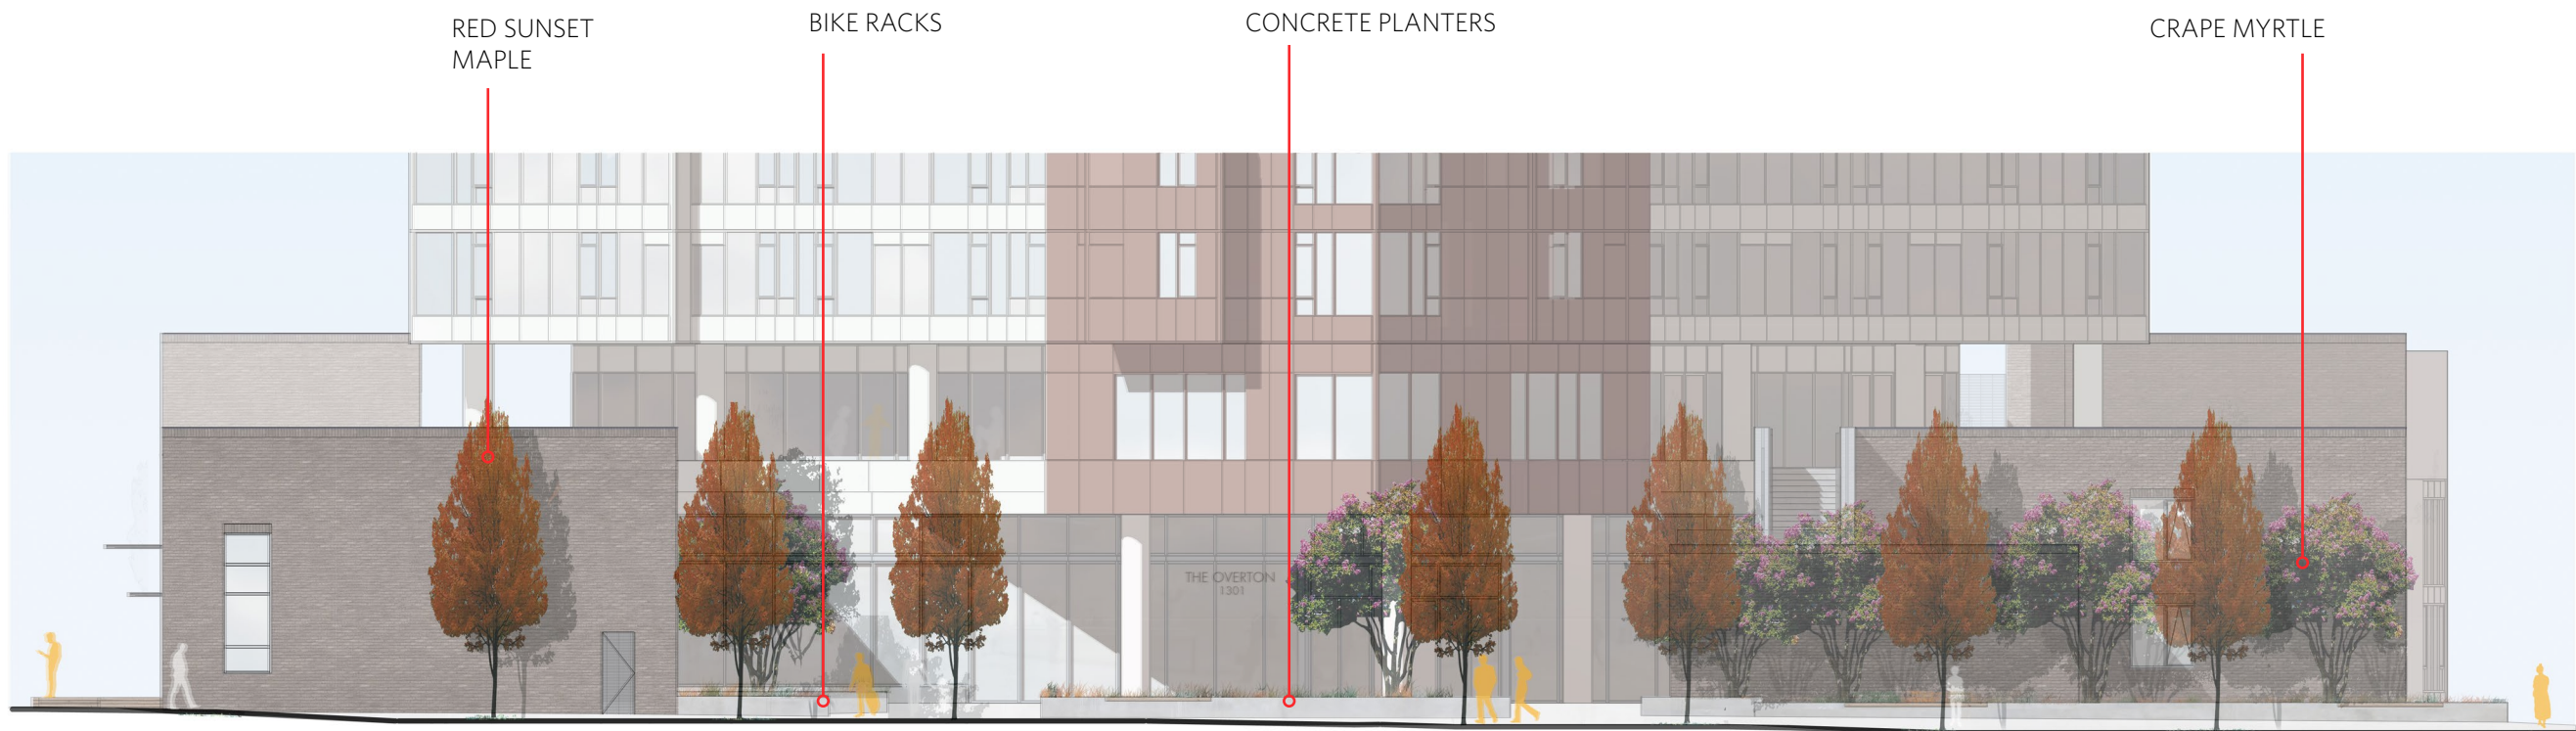 RED SUNSET
MAPLE
BIKE RACKS
CONCRETE PLANTERS
CRAPE MYRTLE
THE OVERTON
1301